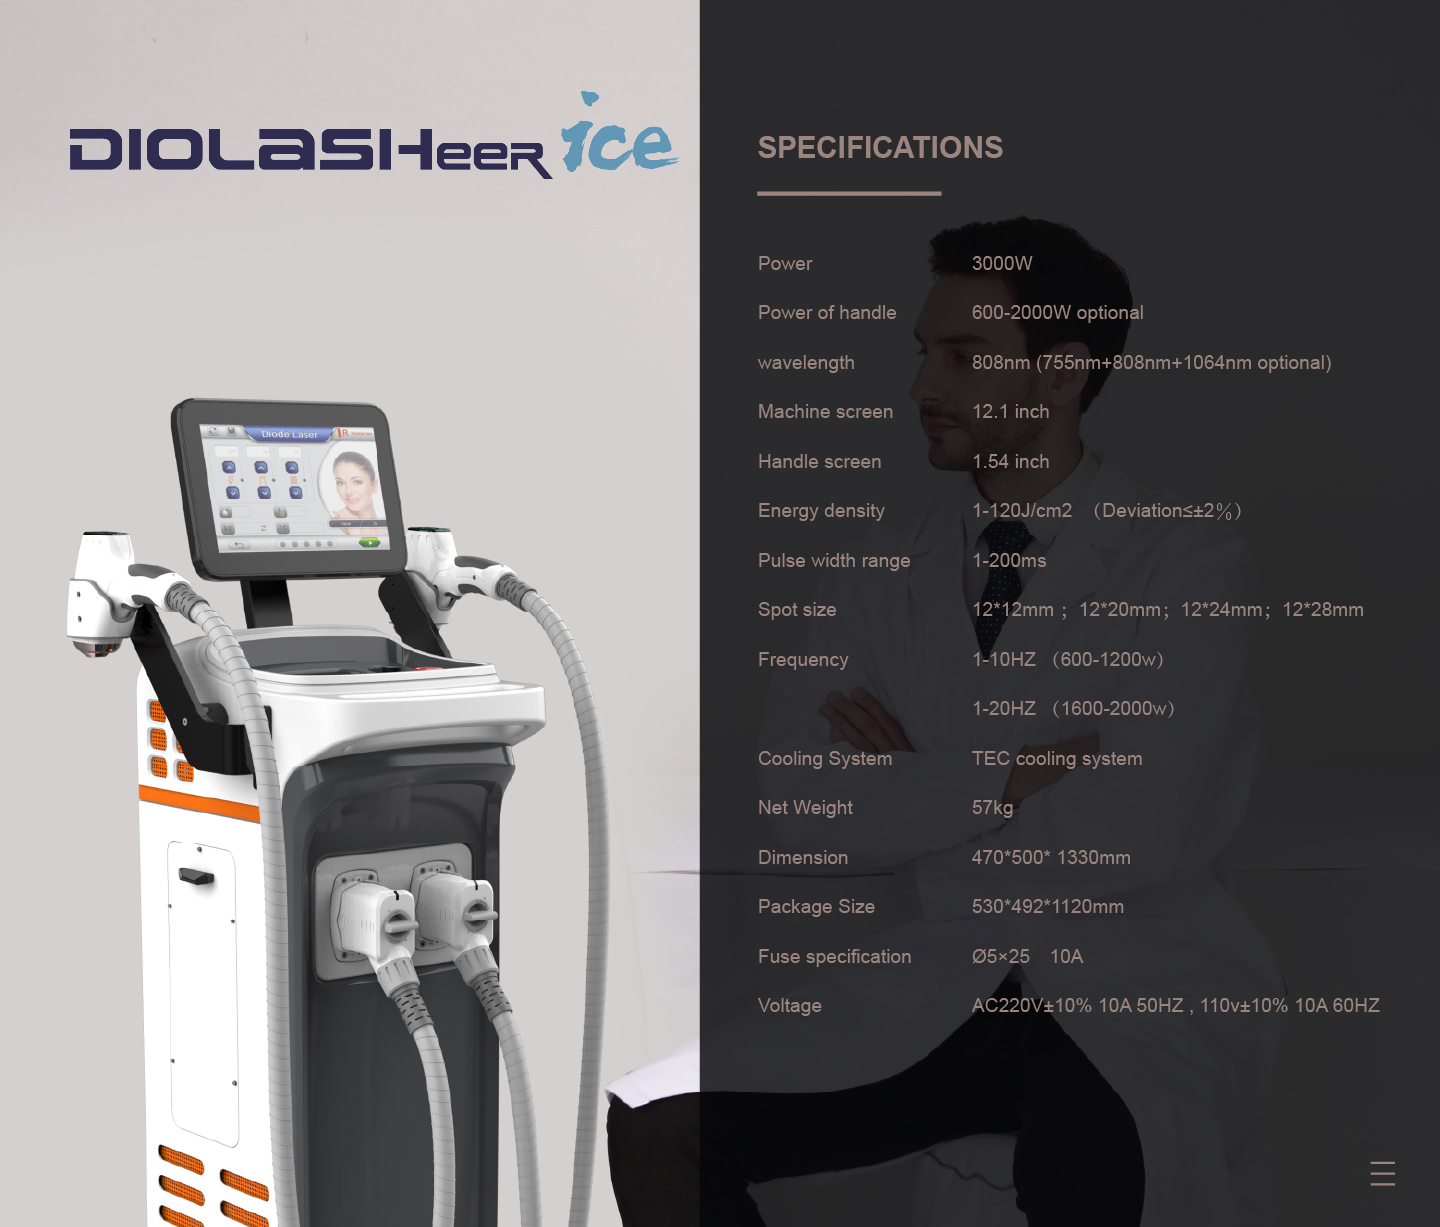 DIOLASHEER ice
SPECIFICATIONS
Power 3000W
Power of handle 600-2000W optional
wavelength 808nm (755nm+808nm+1064nm optional)
Machine screen 12.1 inch
Handle screen 1.54 inch
Energy density 1-120J/cm2 （Deviation≤±2%）
Pulse width range 1-200ms
Spot size 12*12mm ；12*20mm；12*24mm；12*28mm
Frequency 1-10HZ （600-1200w）
1-20HZ （1600-2000w）
Cooling System TEC cooling system
Net Weight 57kg
Dimension 470*500* 1330mm
Package Size 530*492*1120mm
Fuse specification Ø5×25 10A
Voltage AC220V±10% 10A 50HZ , 110v±10% 10A 60HZ
Diode Laser